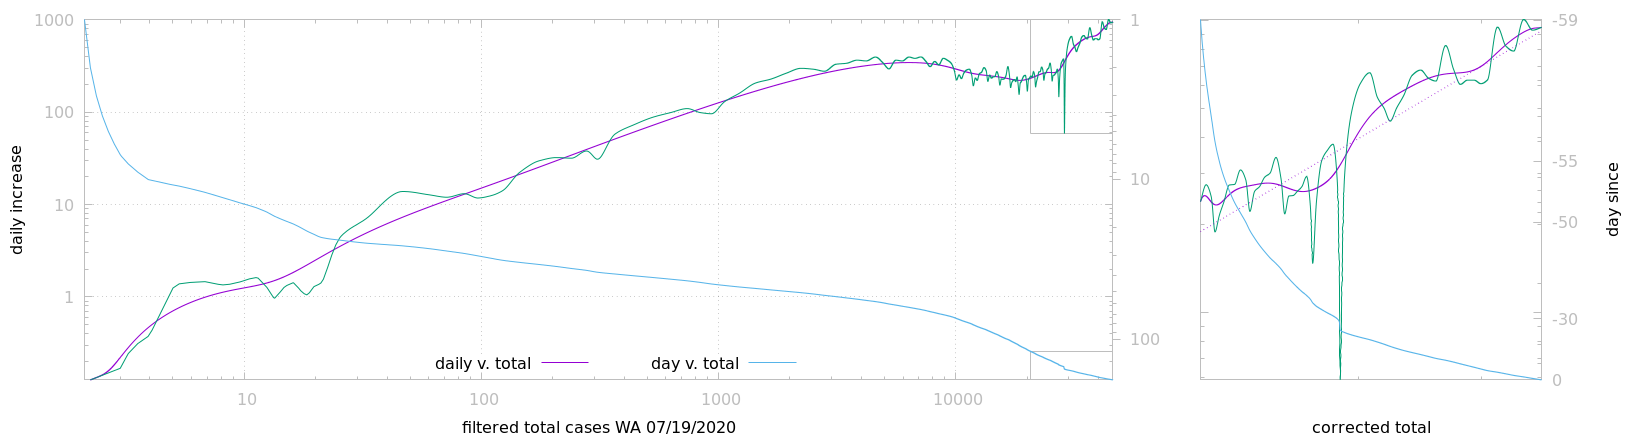 1000
100
10
1
daily increase
10
100
1000
10000
filtered total cases WA 07/19/2020
daily v. total
day v. total
1
10
100
-59
-55
-50
-30
0
day since
corrected total